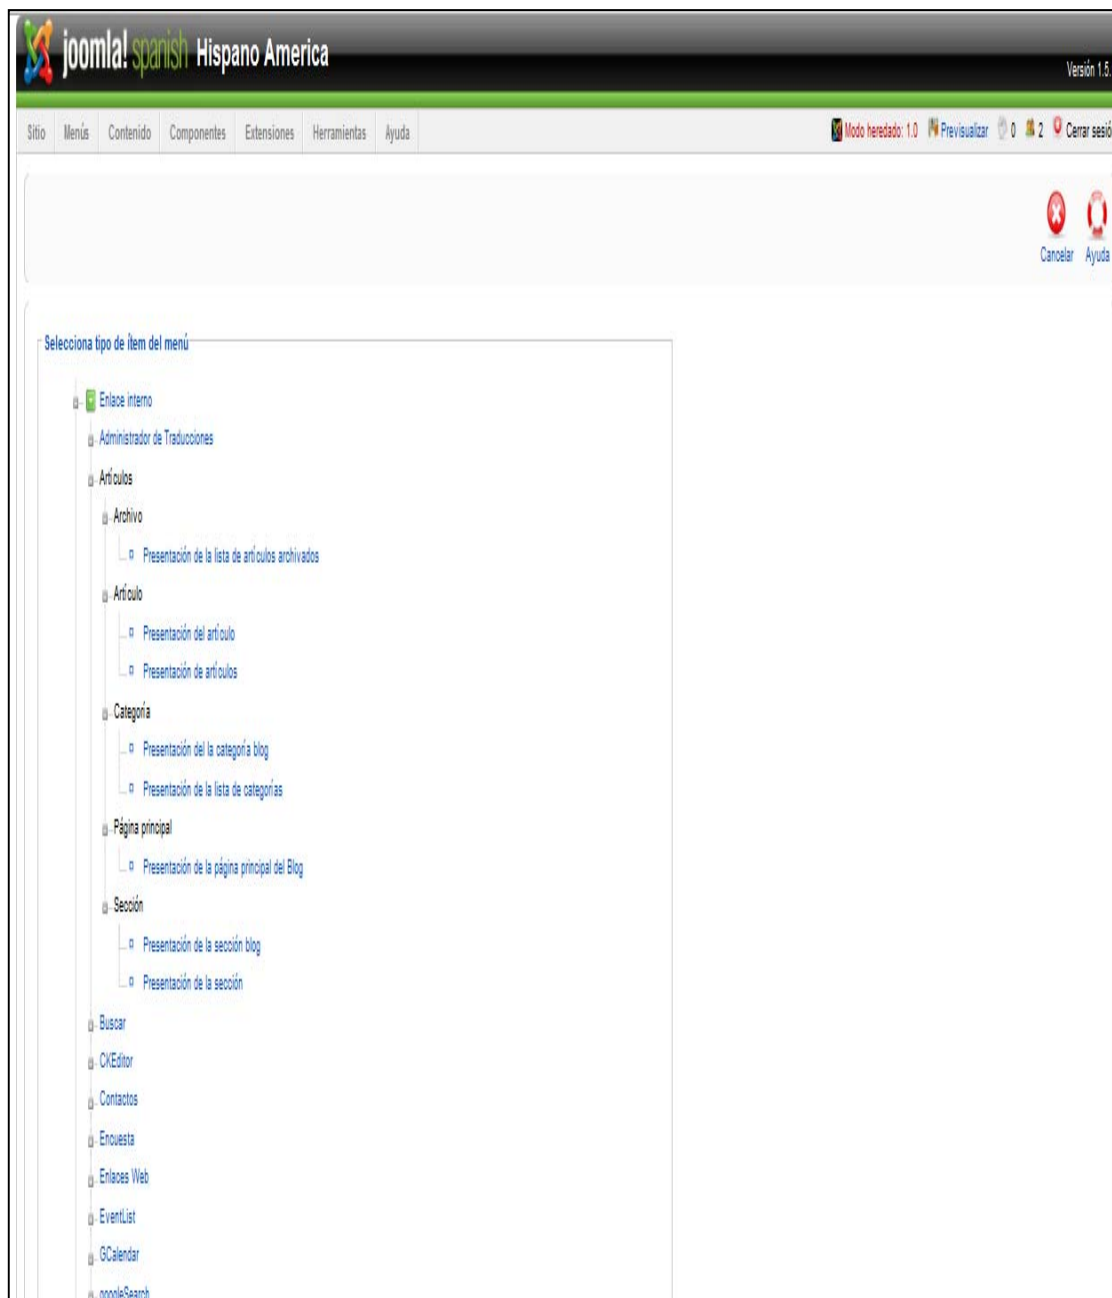 joomla! spanish Hispano America
Versión 1.5.
Sitio Menús Contenido Componentes Extensiones Herramientas Ayuda Modo heredado: 1.0 Previsualizar 0 2 Cerrar sesió
Cancelar Ayuda
Selecciona tipo de ítem del menú
Enlace interno
Administrador de Traducciones
Artículos
Archivo
Presentación de la lista de artículos archivados
Artículo
Presentación del artículo
Presentación de artículos
Categoría
Presentación del la categoría blog
Presentación de la lista de categorías
Página principal
Presentación de la página principal del Blog
Sección
Presentación de la sección blog
Presentación de la sección
Buscar
CKEditor
Contactos
Encuesta
Enlaces Web
EventList
GCalendar
googleSearch